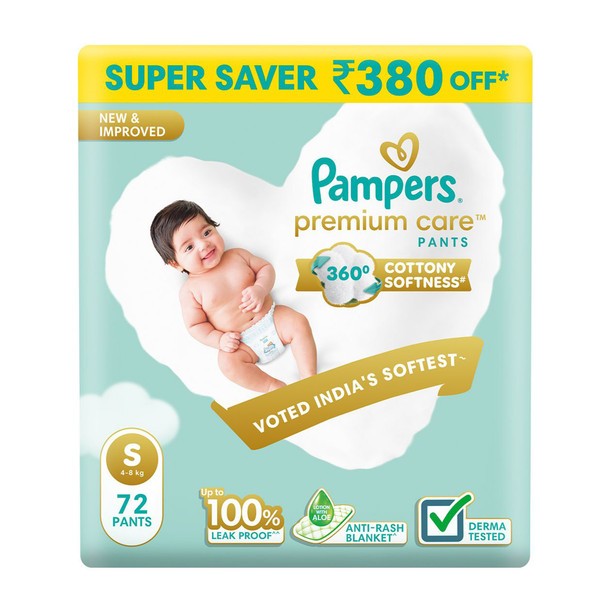 SUPER SAVER ₹380 OFF*
NEW &
IMPROVED
Pampers®
premium care™
PANTS
360°
COTTONY
SOFTNESS#
VOTED INDIA'S SOFTEST~
S
4-8 kg
72
PANTS
Up to
100%
LEAK PROOF^^
LOTION
WITH
ALOE
ANTI-RASH
BLANKET^
DERMA
TESTED